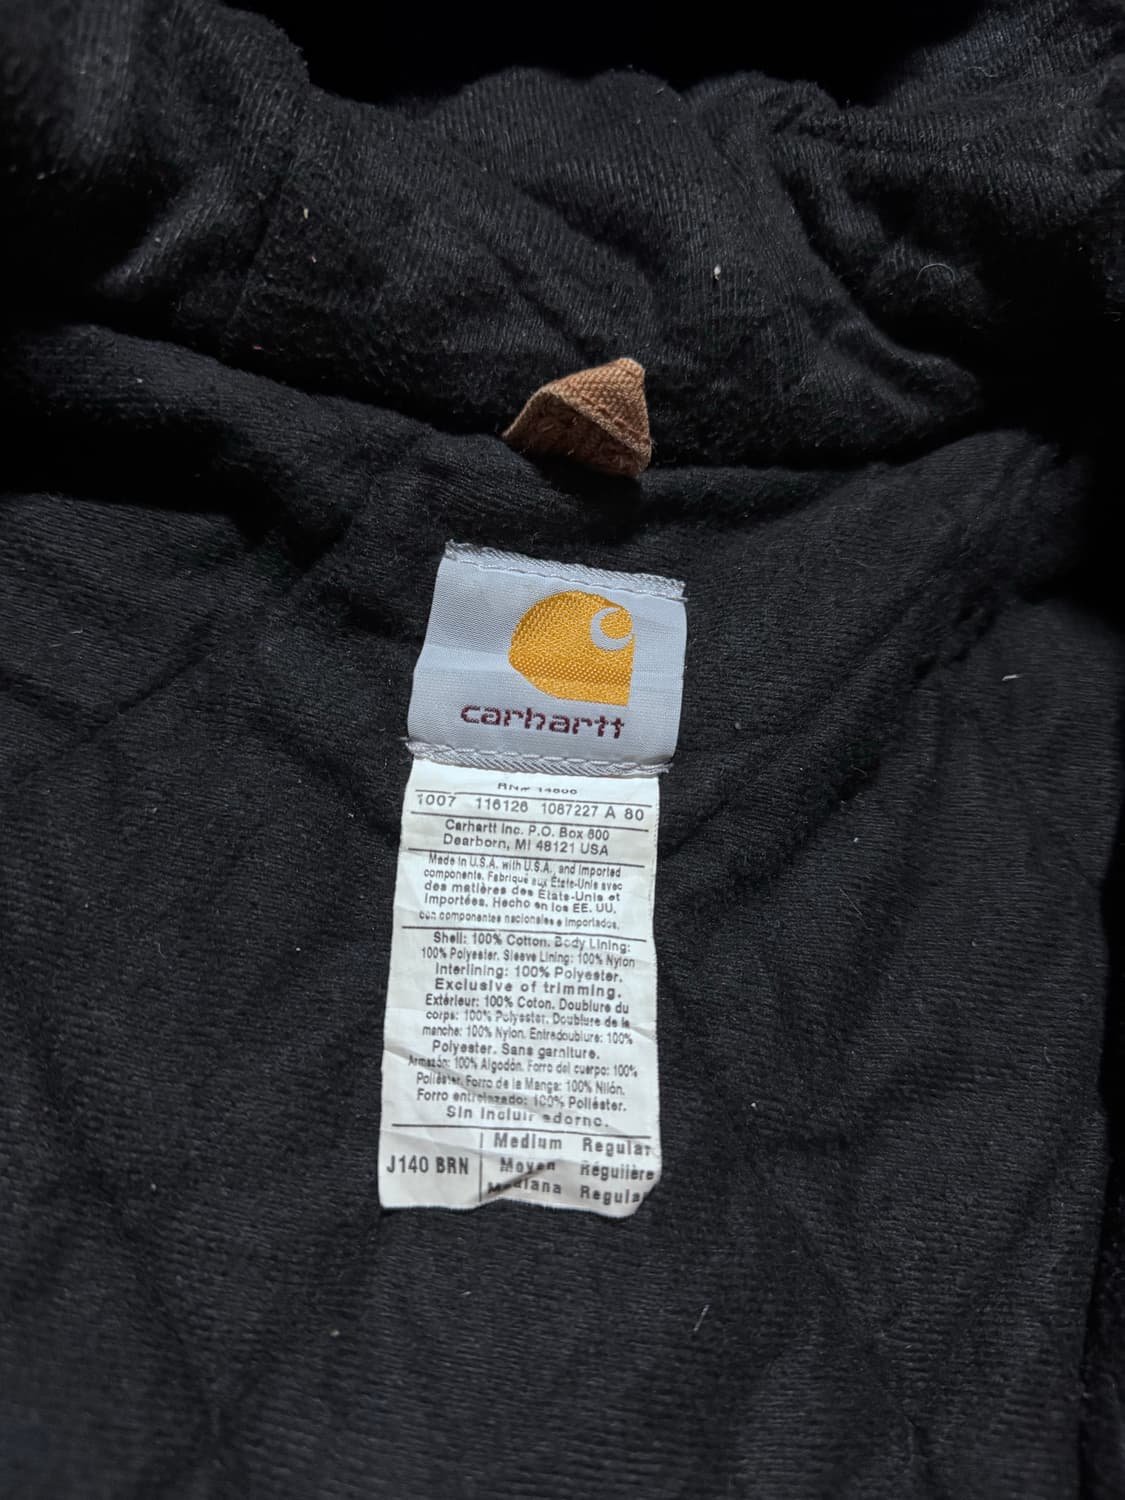 carhartt
RN# 14806
1007 116126 1087227 A 80
Carhartt Inc. P.O. Box 600
Dearborn, MI 48121 USA
Made in U.S.A. with U.S.A. and imported
components. Fabriqué aux États-Unis avec
des matières des États-Unis et
importées. Hecho en los EE. UU.
con componentes nacionales e importados.
Shell: 100% Cotton. Body Lining:
100% Polyester. Sleeve Lining: 100% Nylon
Interlining: 100% Polyester.
Exclusive of trimming.
Extérieur: 100% Coton. Doublure du
corps: 100% Polyester. Doublure de la
manche: 100% Nylon. Entredoublure: 100%
Polyester. Sans garniture.
Armazón: 100% Algodón. Forro del cuerpo: 100%
Poliéster. Forro de la Manga: 100% Nilón.
Forro entrelazado: 100% Poliéster.
Sin incluir adorno.
Medium Regular
J140 BRN Moyen Régulière
Mediana Regular